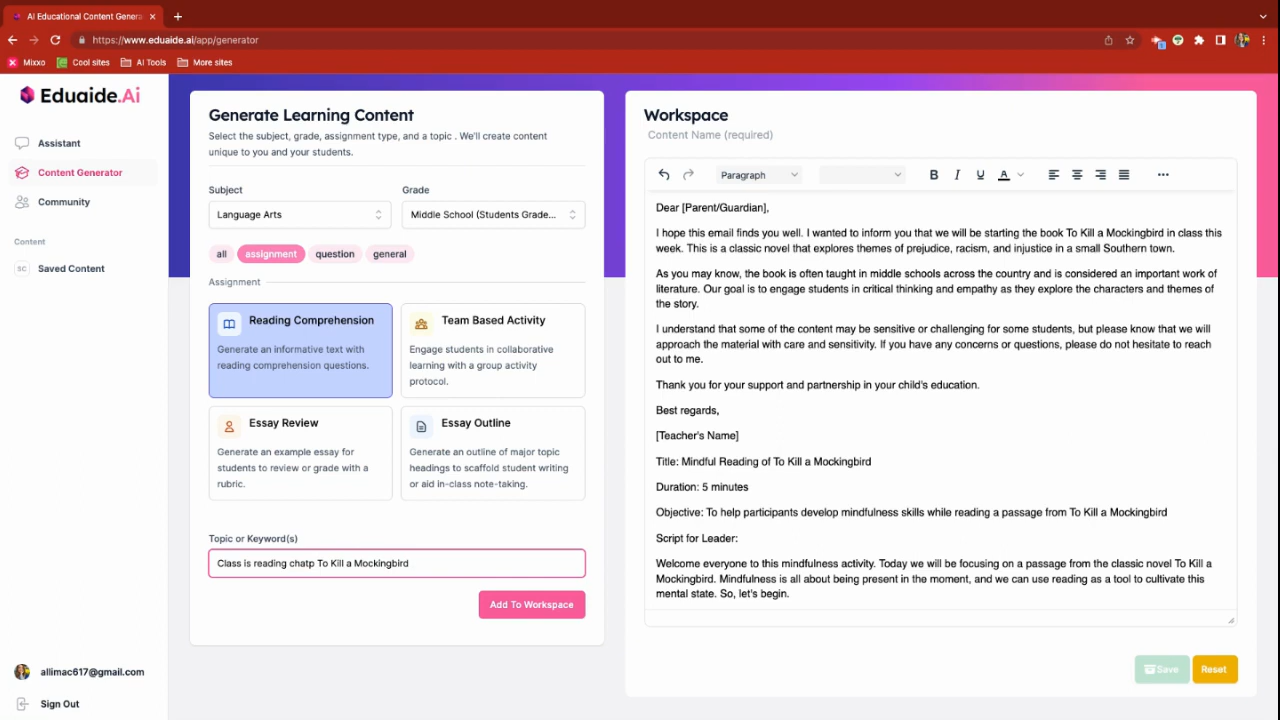 AI Educational Content Genera
https://www.eduaide.ai/app/generator
Mixxo
Cool sites
AI Tools
More sites
Eduaide.Ai
Assistant
Content Generator
Community
Content
SC Saved Content
allimac617@gmail.com
Sign Out
Generate Learning Content
Select the subject, grade, assignment type, and a topic . We'll create content
unique to you and your students.
Subject
Grade
Language Arts
Middle School (Students Grade...
all
assignment
question
general
Assignment
Reading Comprehension
Generate an informative text with
reading comprehension questions.
Team Based Activity
Engage students in collaborative
learning with a group activity
protocol.
Essay Review
Generate an example essay for
students to review or grade with a
rubric.
Essay Outline
Generate an outline of major topic
headings to scaffold student writing
or aid in-class note-taking.
Topic or Keyword(s)
Class is reading chatp To Kill a Mockingbird
Add To Workspace
Workspace
Content Name (required)
Paragraph
B I U A
Dear [Parent/Guardian],
I hope this email finds you well. I wanted to inform you that we will be starting the book To Kill a Mockingbird in class this
week. This is a classic novel that explores themes of prejudice, racism, and injustice in a small Southern town.
As you may know, the book is often taught in middle schools across the country and is considered an important work of
literature. Our goal is to engage students in critical thinking and empathy as they explore the characters and themes of
the story.
I understand that some of the content may be sensitive or challenging for some students, but please know that we will
approach the material with care and sensitivity. If you have any concerns or questions, please do not hesitate to reach
out to me.
Thank you for your support and partnership in your child's education.
Best regards,
[Teacher's Name]
Title: Mindful Reading of To Kill a Mockingbird
Duration: 5 minutes
Objective: To help participants develop mindfulness skills while reading a passage from To Kill a Mockingbird
Script for Leader:
Welcome everyone to this mindfulness activity. Today we will be focusing on a passage from the classic novel To Kill a
Mockingbird. Mindfulness is all about being present in the moment, and we can use reading as a tool to cultivate this
mental state. So, let's begin.
Save
Reset